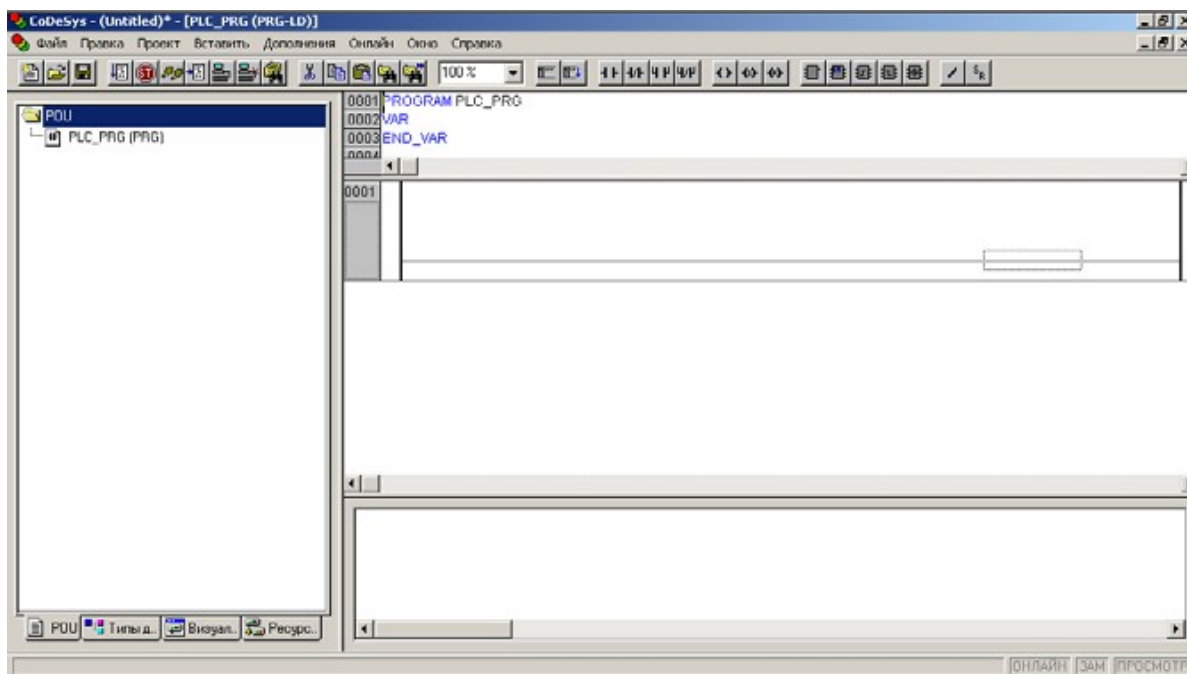 CoDeSys - (Untitled)* - [PLC_PRG (PRG-LD)]
Файл Правка Проект Вставить Дополнения Онлайн Окно Справка
100 %
POU
PLC_PRG (PRG)
0001 PROGRAM PLC_PRG
0002 VAR
0003 END_VAR
0004
0001
POU Типы д.. Визуал.. Ресурс..
ОНЛАЙН ЗАМ ПРОСМОТР